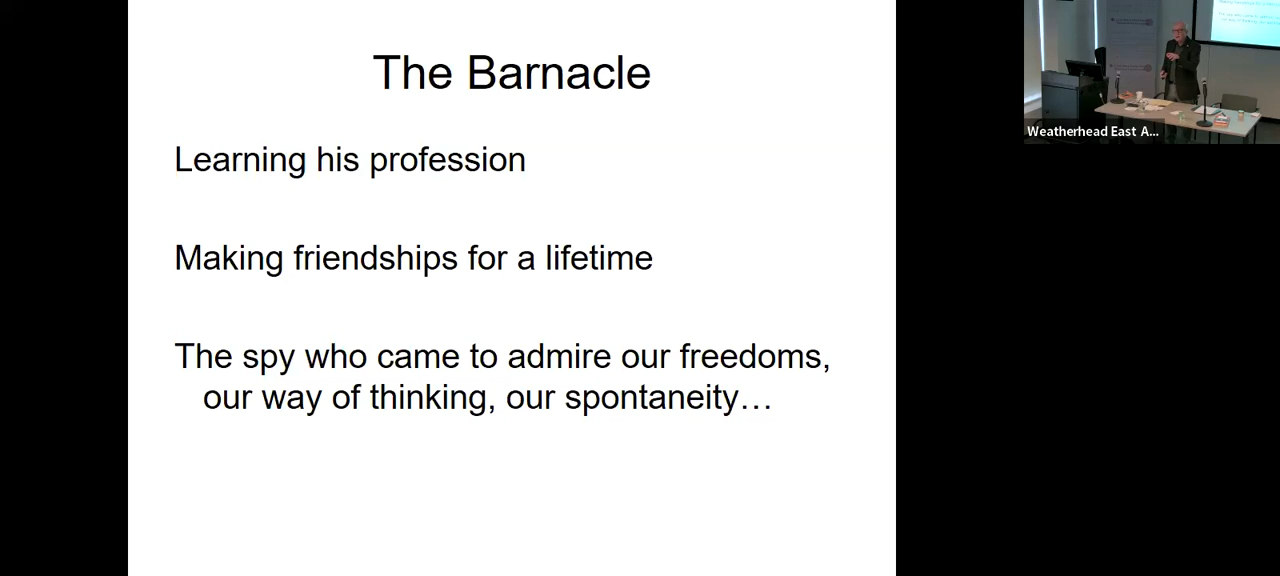 The Barnacle
Learning his profession
Making friendships for a lifetime
The spy who came to admire our freedoms,
our way of thinking, our spontaneity…
Weatherhead East A...